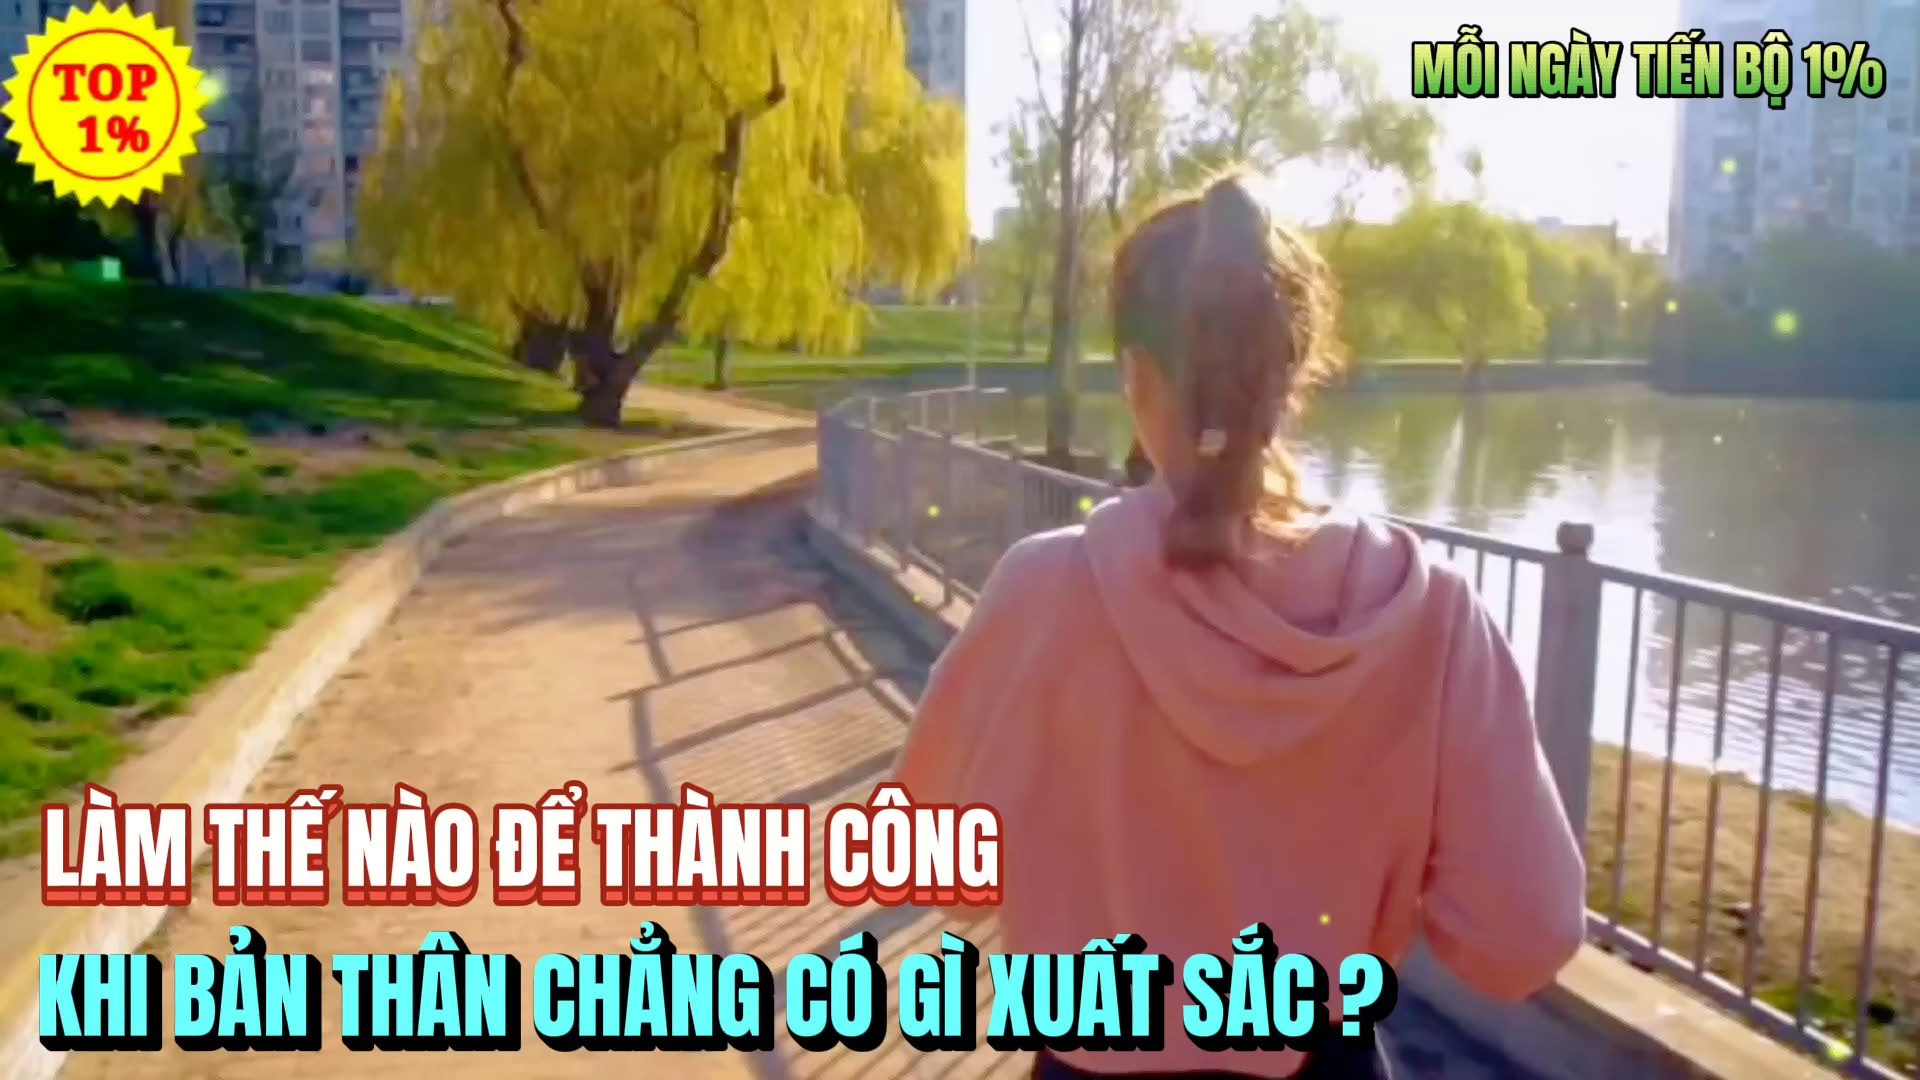 TOP
1%
MỖI NGÀY TIẾN BỘ 1%
LÀM THẾ NÀO ĐỂ THÀNH CÔNG
KHI BẢN THÂN CHẲNG CÓ GÌ XUẤT SẮC ?